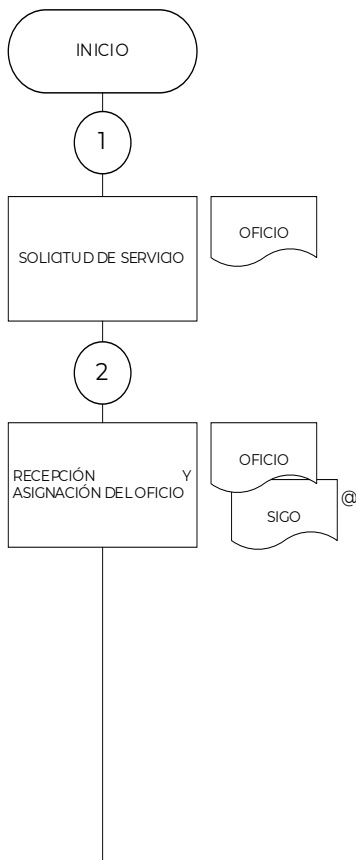 INICIO
1
SOLICITUD DE SERVICIO
OFICIO
2
RECEPCIÓN Y
ASIGNACIÓN DEL OFICIO
OFICIO
SIGO
@